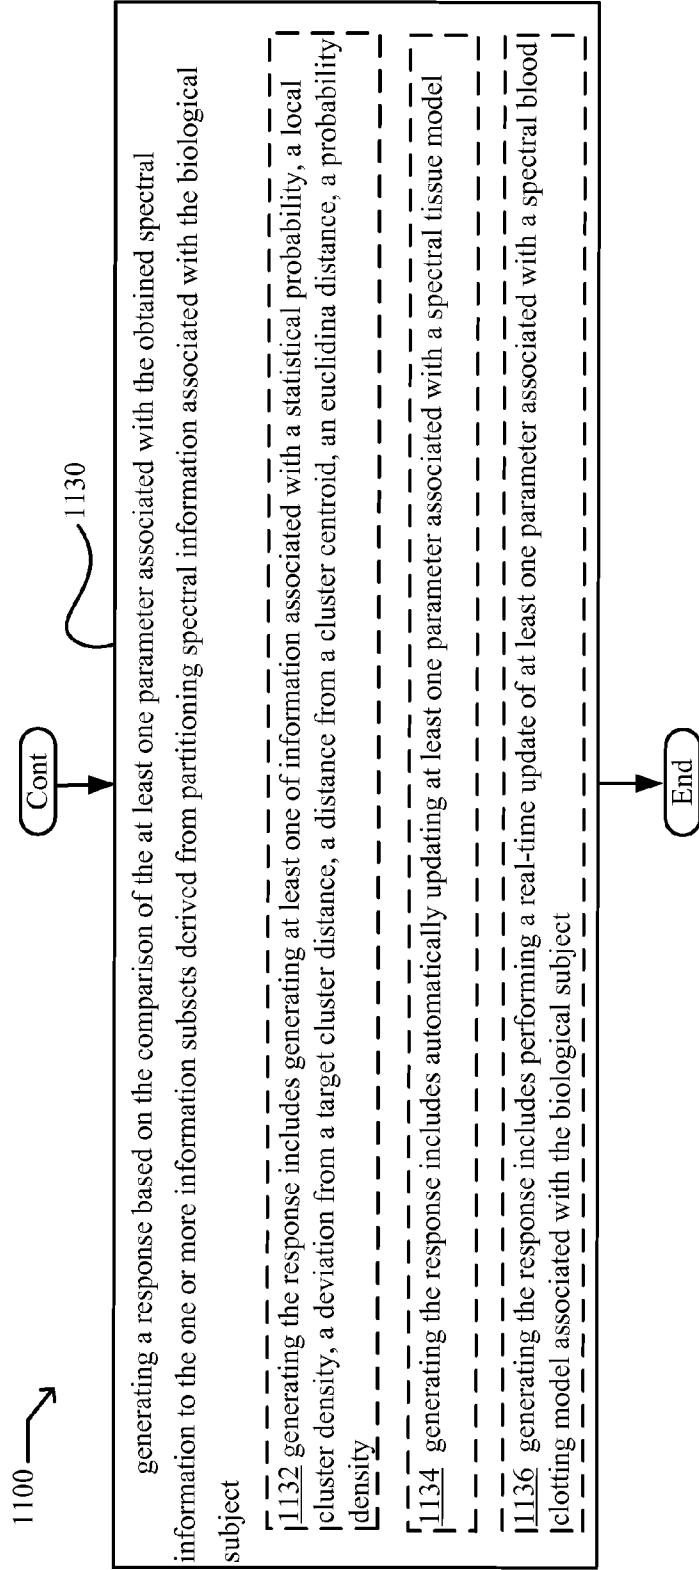 1100
Cont
1130
generating a response based on the comparison of the at least one parameter associated with the obtained spectral
information to the one or more information subsets derived from partitioning spectral information associated with the biological
subject
1132 generating the response includes generating at least one of information associated with a statistical probability, a local
cluster density, a deviation from a target cluster distance, a distance from a cluster centroid, an euclidina distance, a probability
density
1134 generating the response includes automatically updating at least one parameter associated with a spectral tissue model
1136 generating the response includes performing a real-time update of at least one parameter associated with a spectral blood
clotting model associated with the biological subject
End